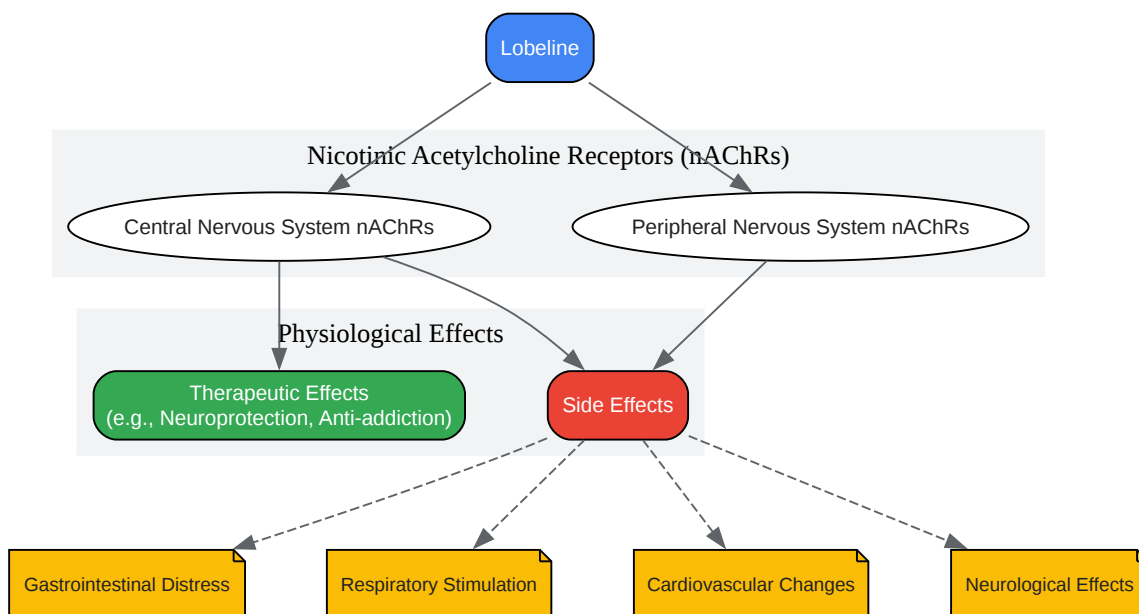 Lobeline
Nicotinic Acetylcholine Receptors (nAChRs)
Central Nervous System nAChRs
Peripheral Nervous System nAChRs
Physiological Effects
Therapeutic Effects
(e.g., Neuroprotection, Anti-addiction)
Side Effects
Gastrointestinal Distress
Respiratory Stimulation
Cardiovascular Changes
Neurological Effects